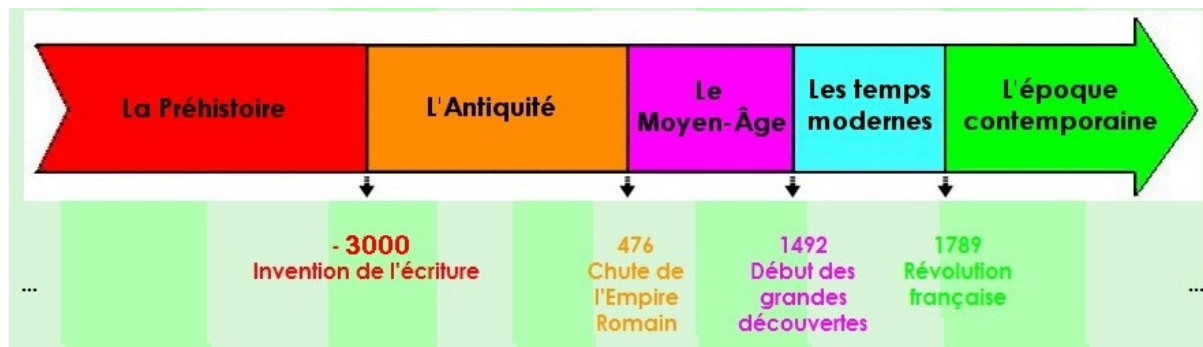 La Préhistoire
L'Antiquité
Le
Moyen-Âge
Les temps
modernes
L'époque
contemporaine
- 3000
Invention de l'écriture
476
Chute de
l'Empire
Romain
1492
Début des
grandes
découvertes
1789
Révolution
française
...
...